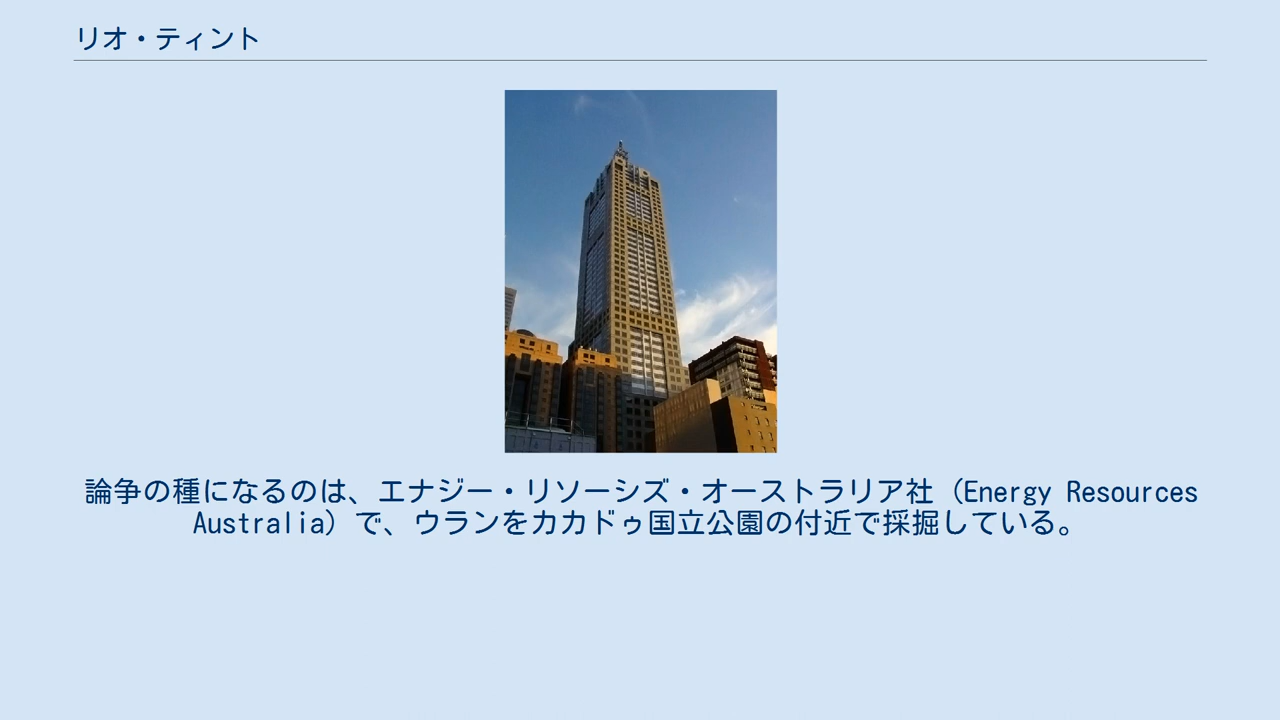 リオ・ティント
論争の種になるのは、エナジー・リソーシズ・オーストラリア社（Energy Resources
Australia）で、ウランをカカドゥ国立公園の付近で採掘している。